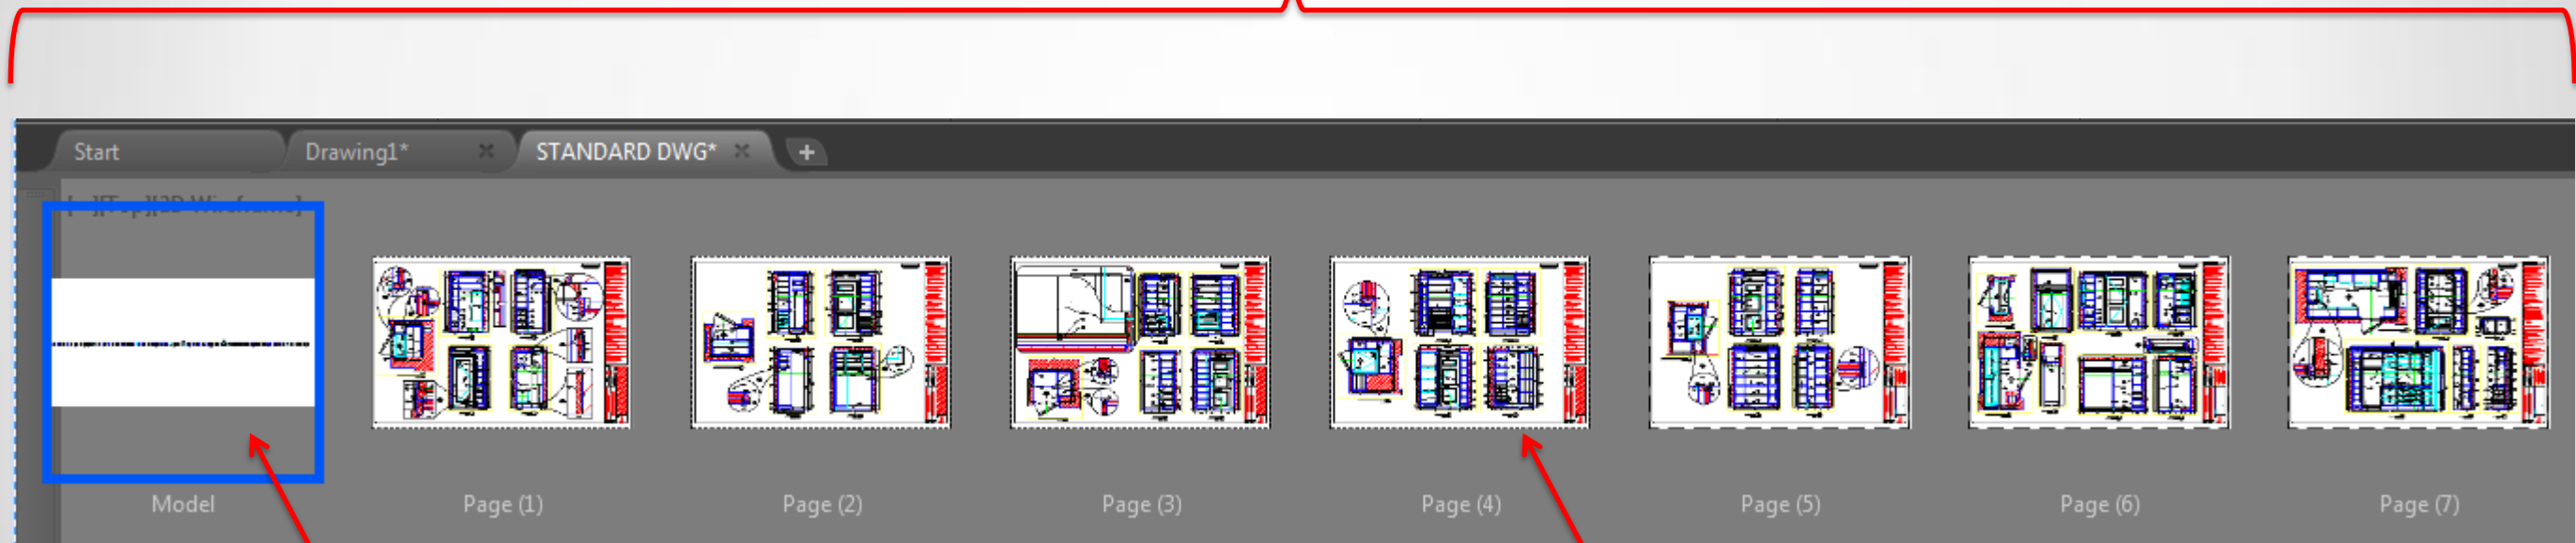 Start
Drawing1*
STANDARD DWG*
Model
Page (1)
Page (2)
Page (3)
Page (4)
Page (5)
Page (6)
Page (7)